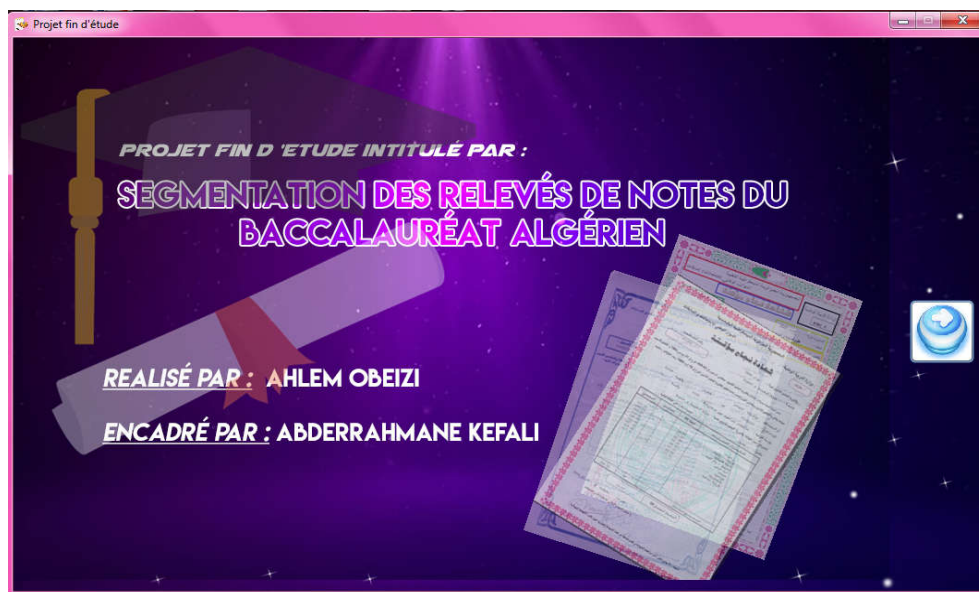 Projet fin d'étude
PROJET FIN D 'ETUDE INTITULÉ PAR :
SEGMENTATION DES RELEVÉS DE NOTES DU
BACCALAURÉAT ALGÉRIEN
REALISÉ PAR : AHLEM OBEIZI
ENCADRÉ PAR : ABDERRAHMANE KEFALI